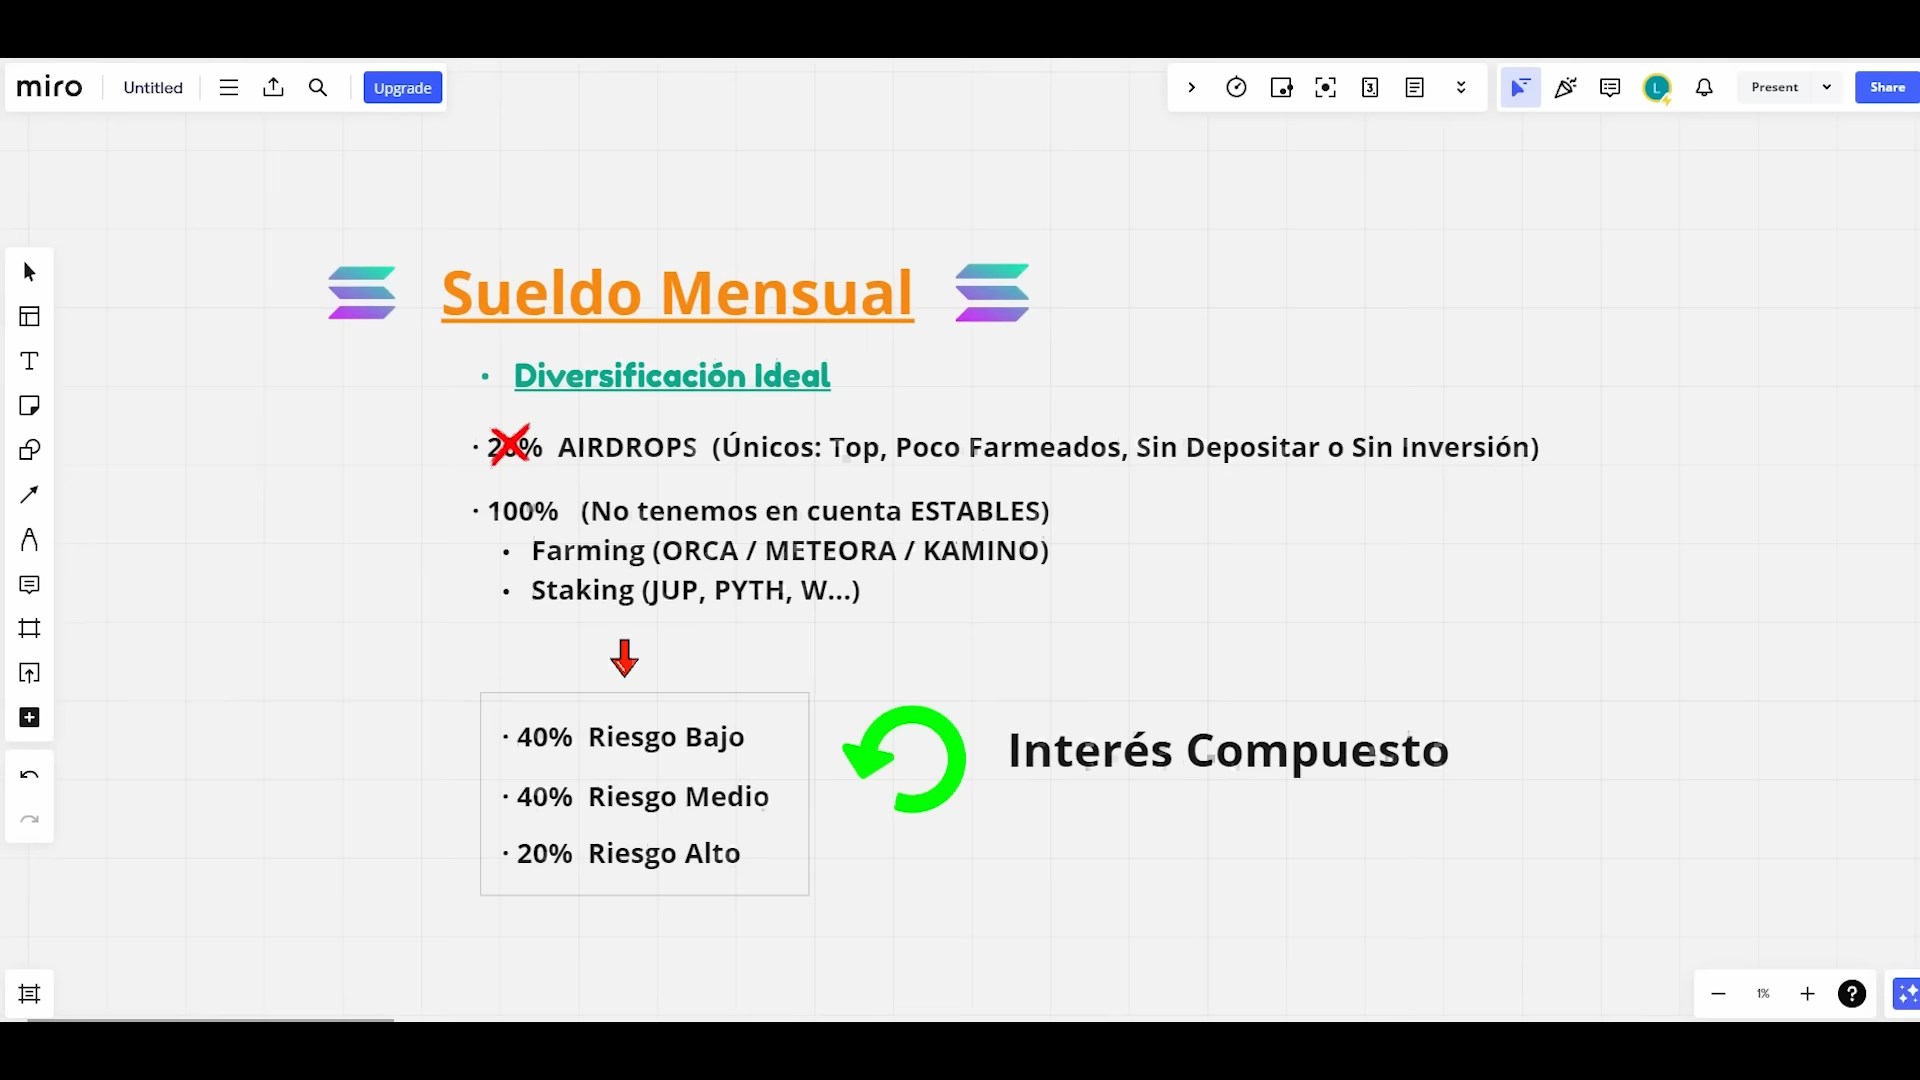 miro Untitled Upgrade Present Share
L
Sueldo Mensual
· Diversificación Ideal
· 20% AIRDROPS (Únicos: Top, Poco Farmeados, Sin Depositar o Sin Inversión)
· 100% (No tenemos en cuenta ESTABLES)
• Farming (ORCA / METEORA / KAMINO)
• Staking (JUP, PYTH, W...)
· 40% Riesgo Bajo
· 40% Riesgo Medio
· 20% Riesgo Alto
Interés Compuesto
1%